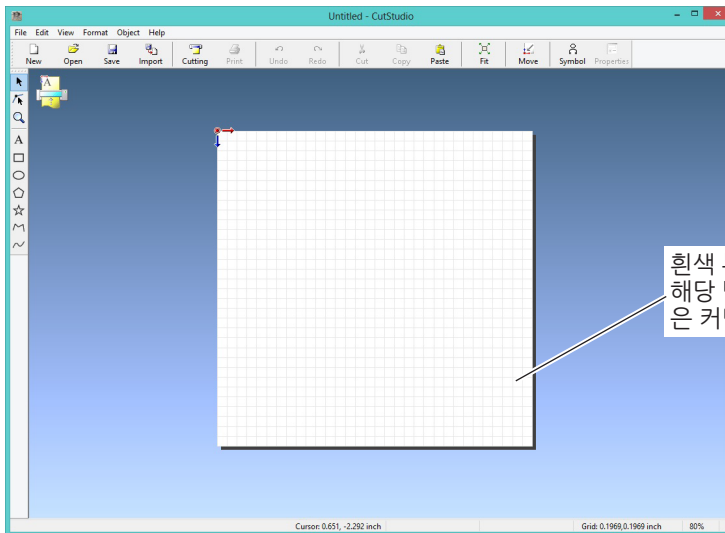 Untitled - CutStudio
File Edit View Format Object Help
New Open Save Import Cutting Print Undo Redo Cut Copy Paste Fit Move Symbol Properties
A
A
흰색
해당
은
Cursor: 0.651, -2.292 inch
Grid: 0.1969,0.1969 inch
80%